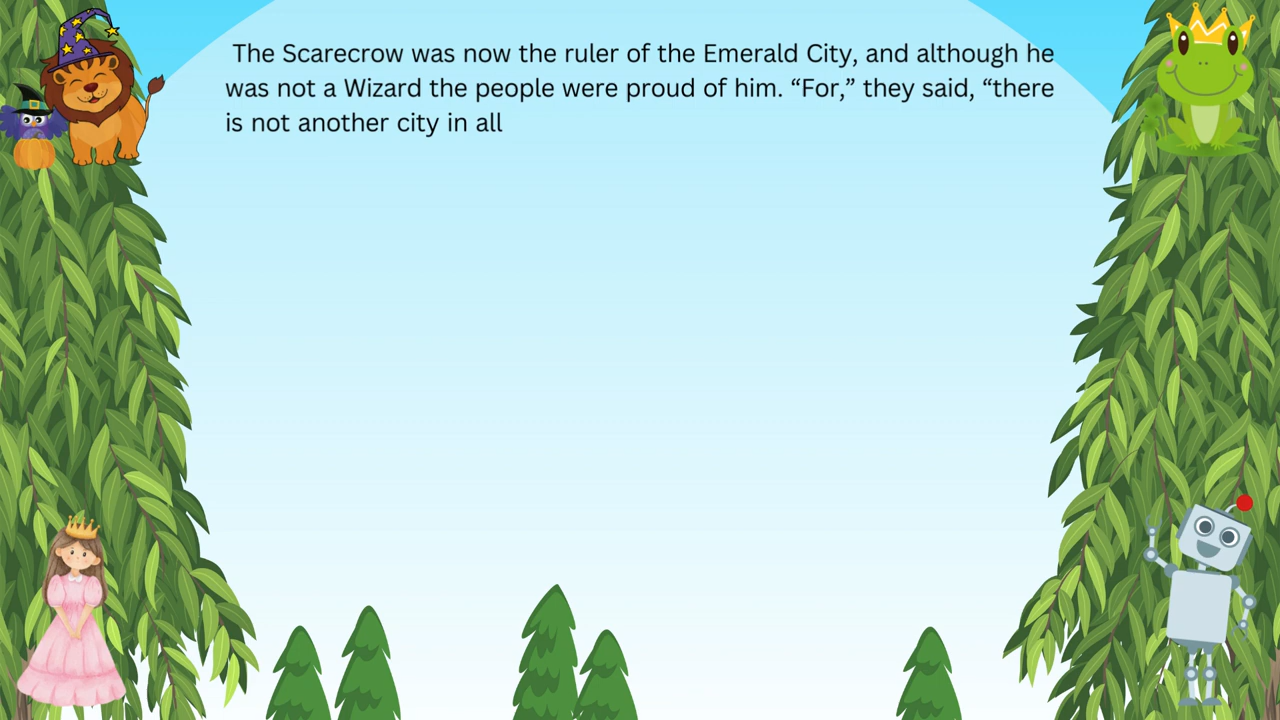 The Scarecrow was now the ruler of the Emerald City, and although he
was not a Wizard the people were proud of him. “For,” they said, “there
is not another city in all